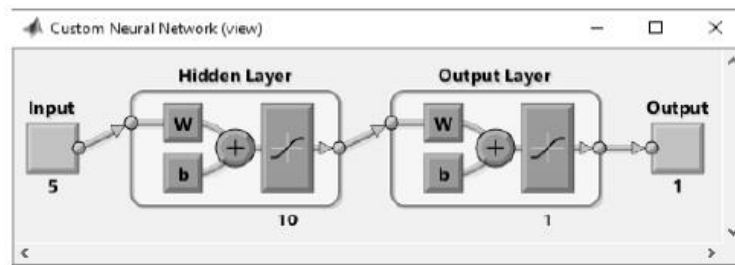 Custom Neural Network (view)
Hidden Layer
Output Layer
Input
Output
W
W
+
+
b
b
5
10
1
1